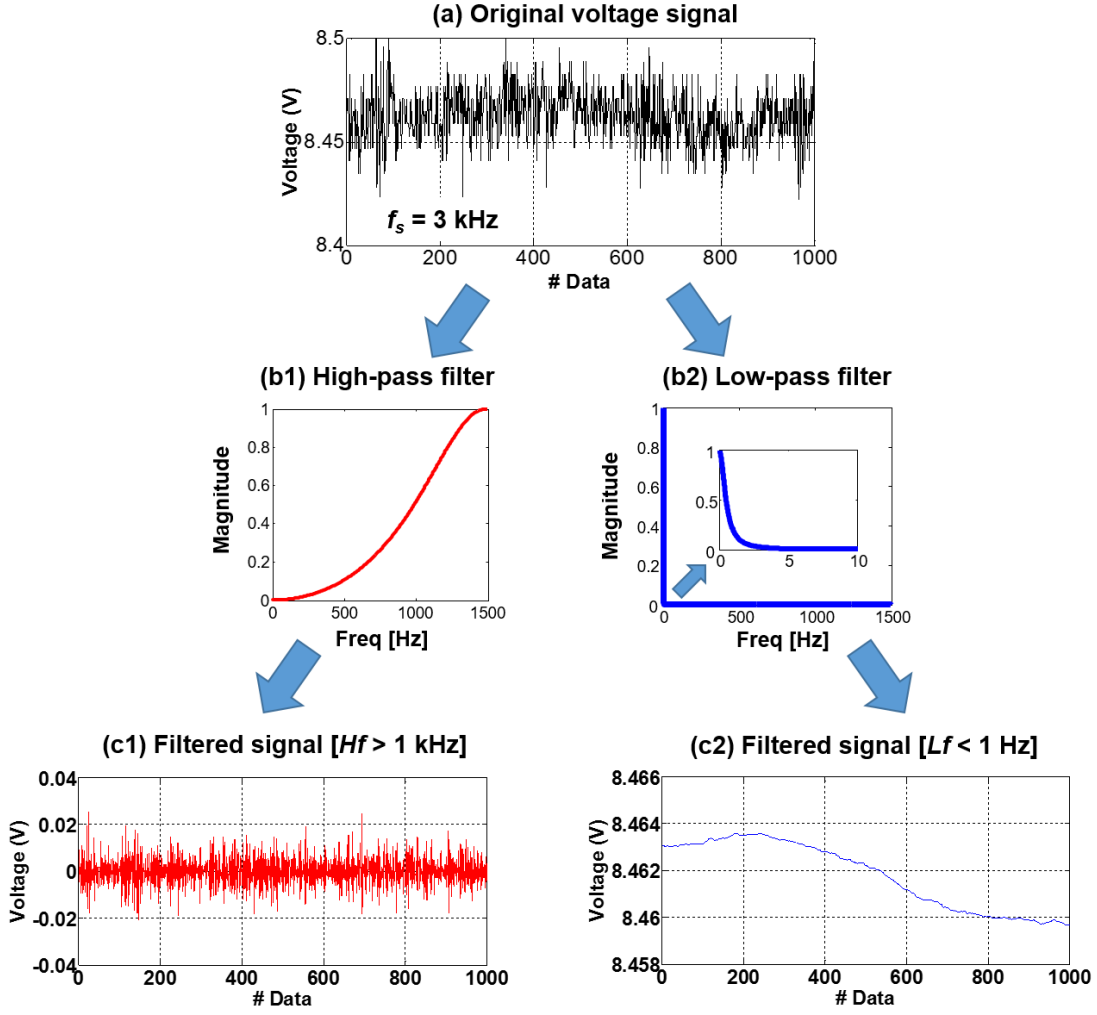 (a) Original voltage signal
8.5
8.45
8.4
Voltage (V)
f_s = 3 kHz
0 200 400 600 800 1000
# Data
(b1) High-pass filter
1
0.8
0.6
0.4
0.2
0
Magnitude
0 500 1000 1500
Freq [Hz]
(b2) Low-pass filter
1
0.8
0.6
0.4
0.2
0
Magnitude
1
0.5
0
0 5 10
0 500 1000 1500
Freq [Hz]
(c1) Filtered signal [Hf > 1 kHz]
0.04
0.02
0
-0.02
-0.04
Voltage (V)
0 200 400 600 800 1000
# Data
(c2) Filtered signal [Lf < 1 Hz]
8.466
8.464
8.462
8.46
8.458
Voltage (V)
0 200 400 600 800 1000
# Data